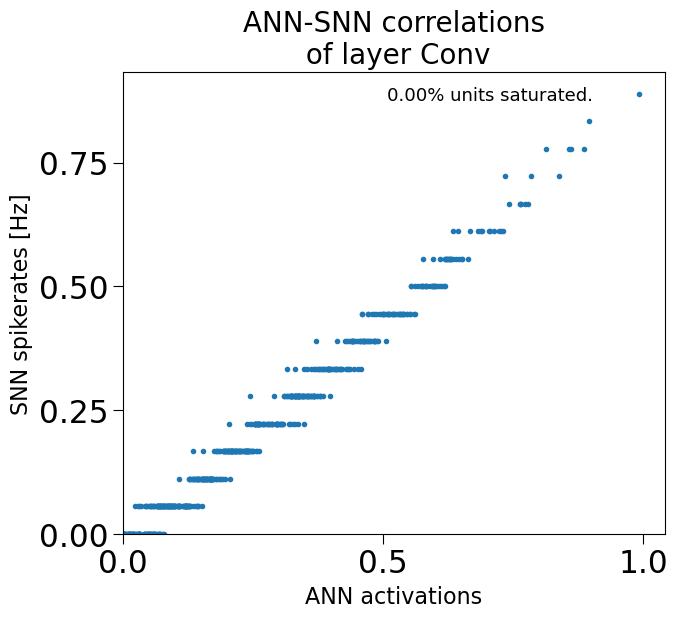 ANN-SNN correlations
of layer Conv
0.00% units saturated.
SNN spikerates [Hz]
0.75
0.50
0.25
0.00
0.0 0.5 1.0
ANN activations